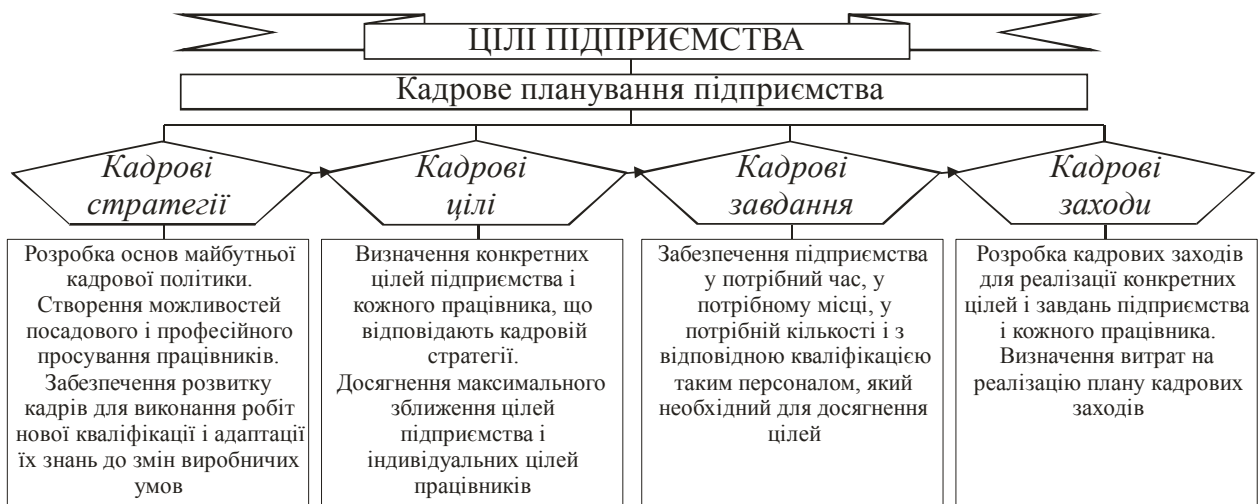 ЦІЛІ ПІДПРИЄМСТВА
Кадрове планування підприємства
Кадрові
стратегії
Кадрові
цілі
Кадрові
завдання
Кадрові
заходи
Розробка основ майбутньої
кадрової політики.
Створення можливостей
посадового і професійного
просування працівників.
Забезпечення розвитку
кадрів для виконання робіт
нової кваліфікації і адаптації
їх знань до змін виробничих
умов
Визначення конкретних
цілей підприємства і
кожного працівника, що
відповідають кадровій
стратегії.
Досягнення максимального
зближення цілей
підприємства і
індивідуальних цілей
працівників
Забезпечення підприємства
у потрібний час, у
потрібному місці, у
потрібній кількості і з
відповідною кваліфікацією
таким персоналом, який
необхідний для досягнення
цілей
Розробка кадрових заходів
для реалізації конкретних
цілей і завдань підприємства
і кожного працівника.
Визначення витрат на
реалізацію плану кадрових
заходів